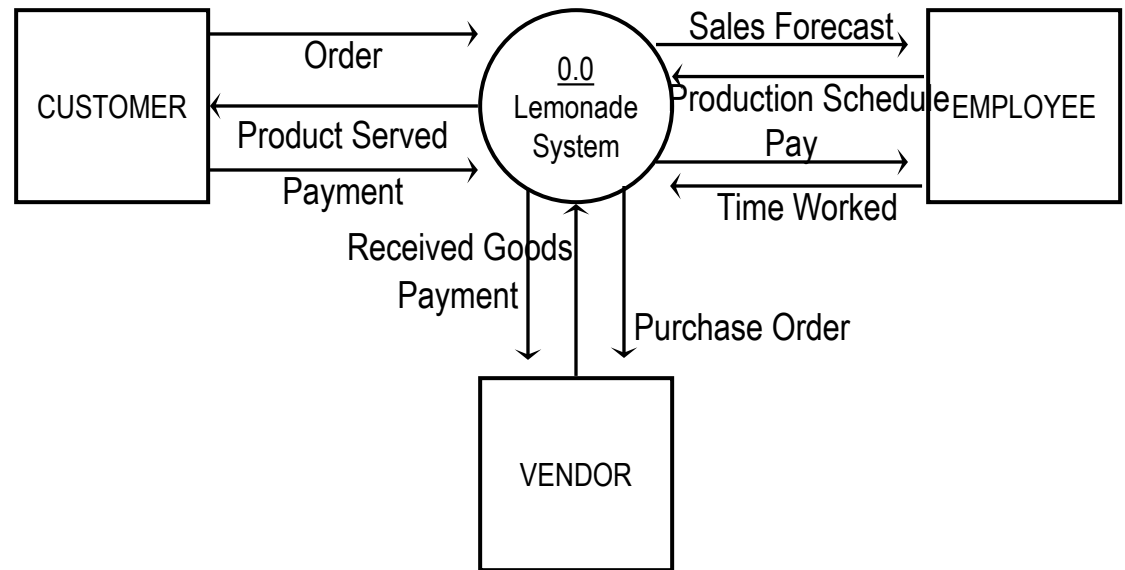 CUSTOMER
Order
Product Served
Payment
0.0
Lemonade
System
Sales Forecast
Production Schedule
Pay
Time Worked
EMPLOYEE
Received Goods
Payment
Purchase Order
VENDOR